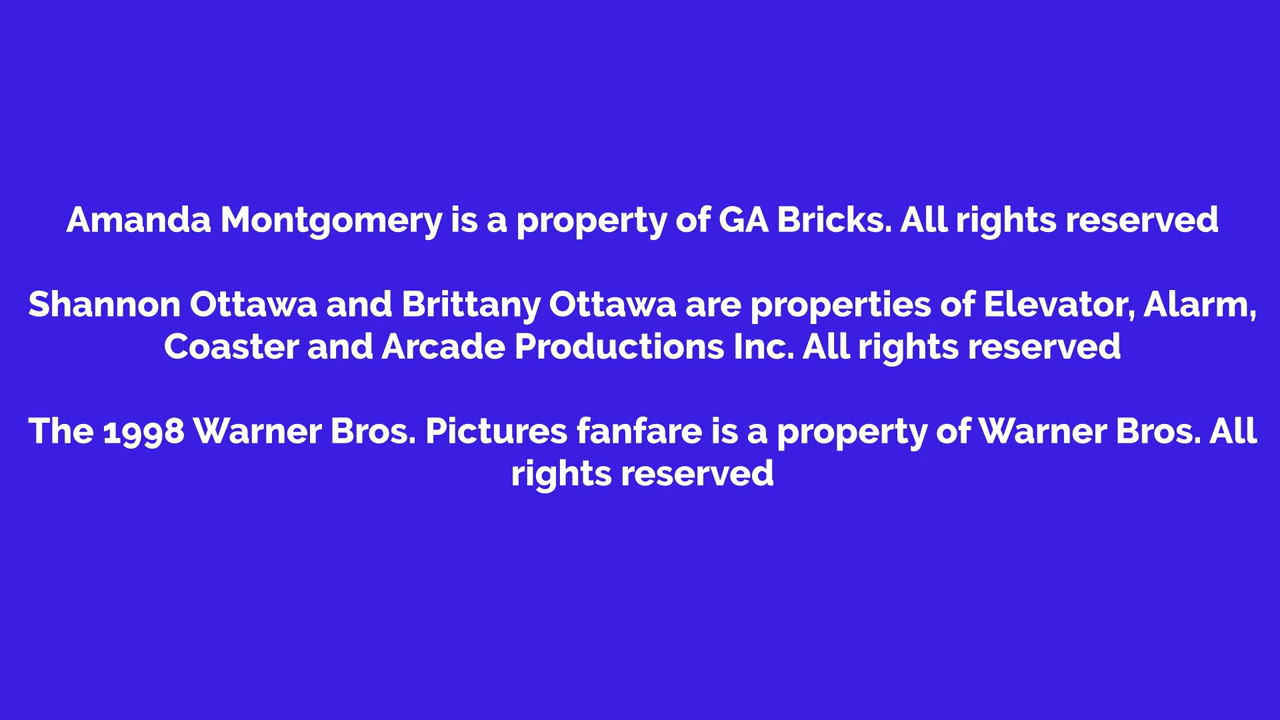 Amanda Montgomery is a property of GA Bricks. All rights reserved
Shannon Ottawa and Brittany Ottawa are properties of Elevator, Alarm,
Coaster and Arcade Productions Inc. All rights reserved
The 1998 Warner Bros. Pictures fanfare is a property of Warner Bros. All
rights reserved